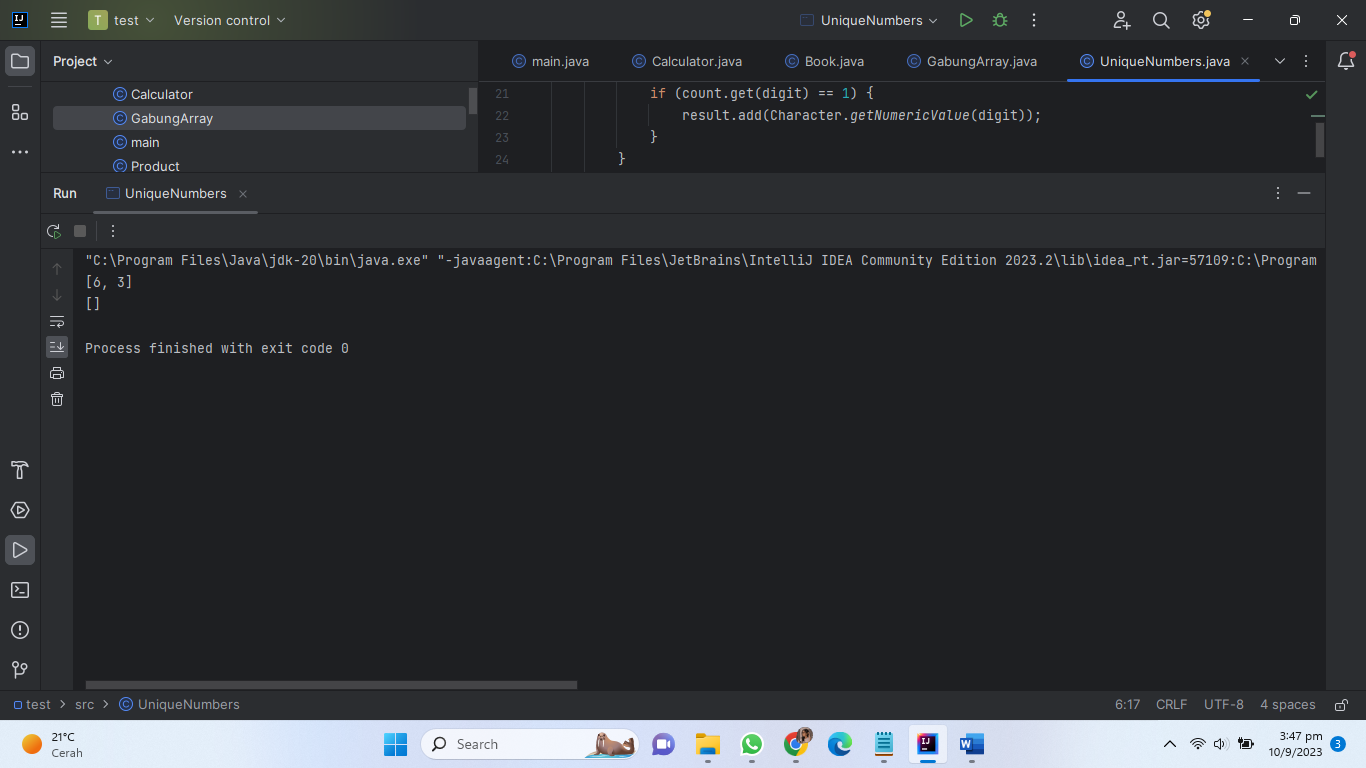 T test Version control UniqueNumbers
Project
main.java Calculator.java Book.java GabungArray.java UniqueNumbers.java
Calculator
GabungArray
main
Product
21 if (count.get(digit) == 1) {
22 result.add(Character.getNumericValue(digit));
23 }
24 }
Run UniqueNumbers
"C:\Program Files\Java\jdk-20\bin\java.exe" "-javaagent:C:\Program Files\JetBrains\IntelliJ IDEA Community Edition 2023.2\lib\idea_rt.jar=57109:C:\Program
[6, 3]
[]
Process finished with exit code 0
test > src > UniqueNumbers 6:17 CRLF UTF-8 4 spaces
21°C
Cerah
Search
3:47 pm
10/9/2023
3